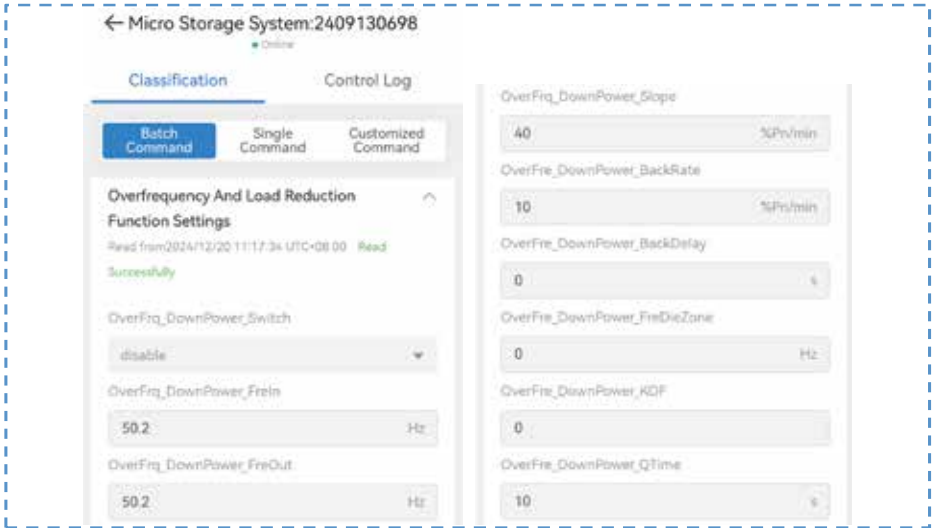 Micro Storage System:2409130698
Online
Classification
Control Log
Batch
Command
Single
Command
Customized
Command
Overfrequency And Load Reduction
Function Settings
Read from2024/12/20 11:17:34 UTC+08:00 Read
Successfully
OverFrq_DownPower_Switch
disable
OverFrq_DownPower_FreIn
50.2 Hz
OverFrq_DownPower_FreOut
50.2 Hz
OverFrq_DownPower_Slope
40 %Pn/min
OverFre_DownPower_BackRate
10 %Pn/min
OverFre_DownPower_BackDelay
0 s
OverFre_DownPower_FreDieZone
0 Hz
OverFre_DownPower_KOF
0
OverFre_DownPower_QTime
10 s